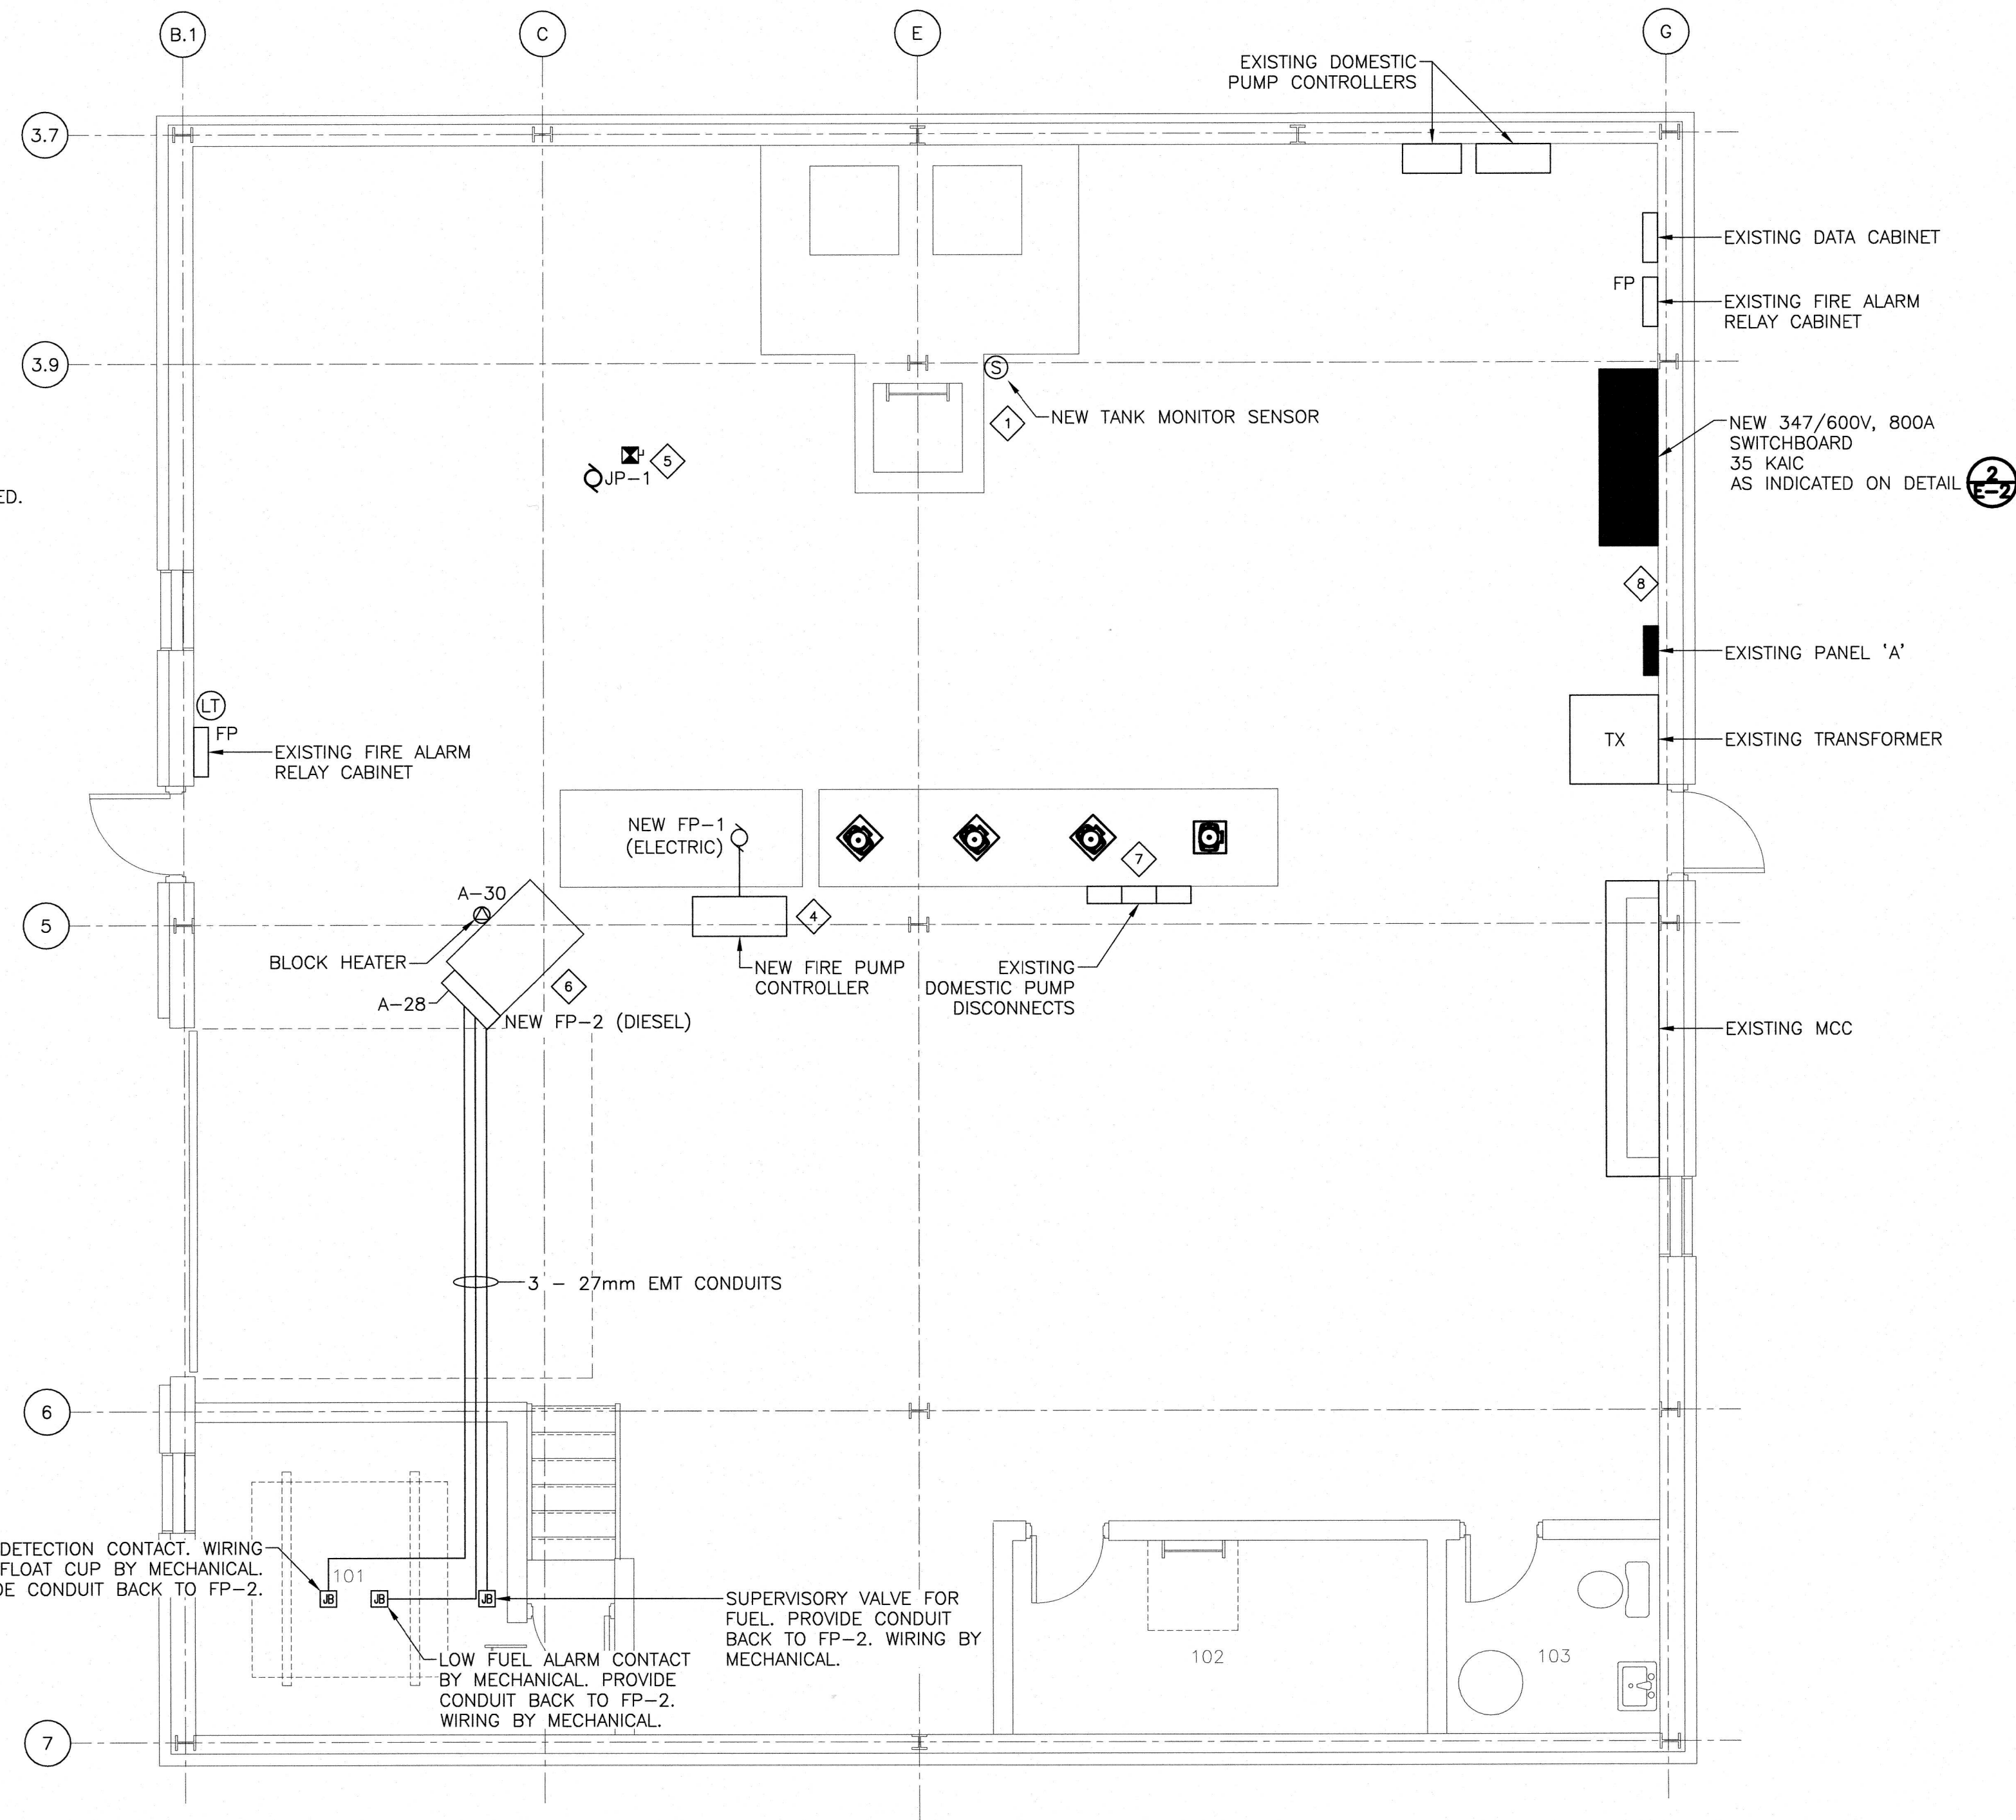 B.1
C
E
G
EXISTING DOMESTIC
PUMP CONTROLLERS
3.7
EXISTING DATA CABINET
FP
EXISTING FIRE ALARM
RELAY CABINET
3.9
S
1
NEW TANK MONITOR SENSOR
NEW 347/600V, 800A
SWITCHBOARD
35 KAIC
AS INDICATED ON DETAIL
2
E-2
JP-1
5
ED.
8
EXISTING PANEL 'A'
LT
FP
EXISTING FIRE ALARM
RELAY CABINET
TX
EXISTING TRANSFORMER
NEW FP-1
(ELECTRIC)
7
A-30
5
4
BLOCK HEATER
NEW FIRE PUMP
CONTROLLER
EXISTING
DOMESTIC PUMP
DISCONNECTS
6
A-28
NEW FP-2 (DIESEL)
EXISTING MCC
3 - 27mm EMT CONDUITS
6
DETECTION CONTACT. WIRING
FLOAT CUP BY MECHANICAL.
DE CONDUIT BACK TO FP-2.
101
JB
JB
JB
SUPERVISORY VALVE FOR
FUEL. PROVIDE CONDUIT
BACK TO FP-2. WIRING BY
MECHANICAL.
LOW FUEL ALARM CONTACT
BY MECHANICAL. PROVIDE
CONDUIT BACK TO FP-2.
WIRING BY MECHANICAL.
102
103
7